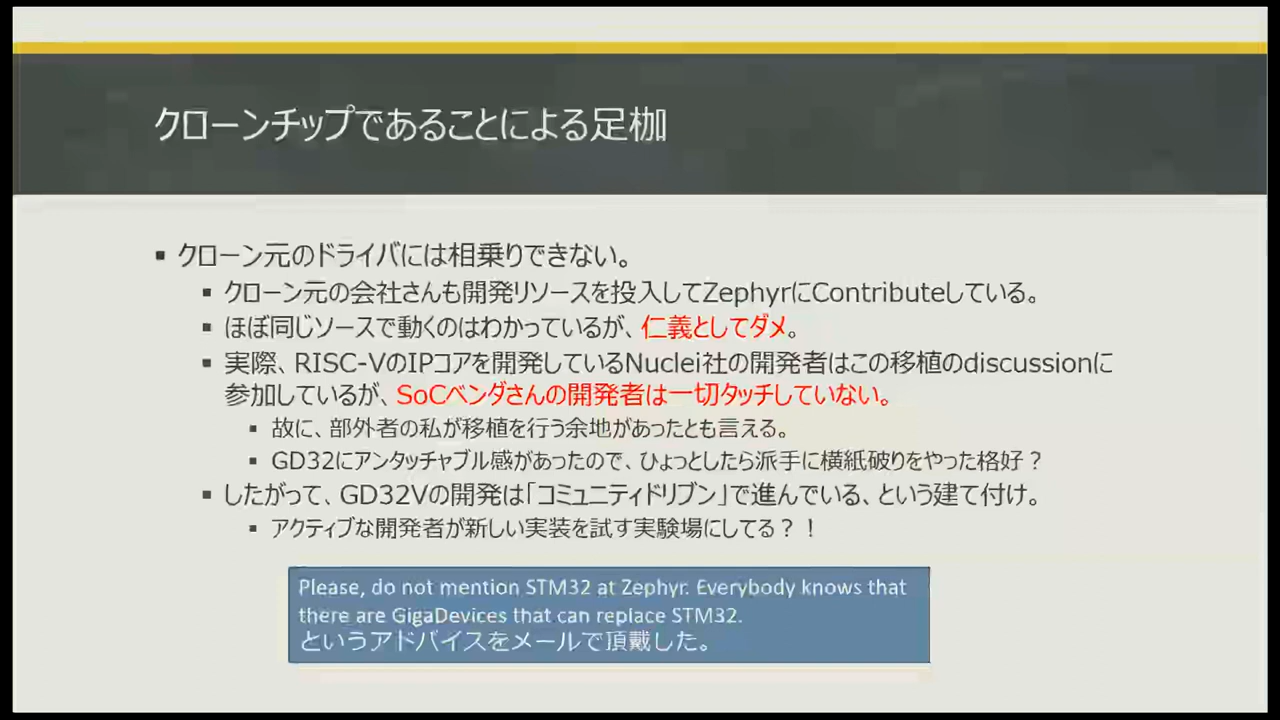 クローンチップであることによる足枷
▪ クローン元のドライバには相乗りできない。
▪ クローン元の会社さんも開発リソースを投入してZephyrにContributeしている。
▪ ほぼ同じソースで動くのはわかっているが、仁義としてダメ。
▪ 実際、RISC-VのIPコアを開発しているNuclei社の開発者はこの移植のdiscussionに
参加しているが、SoCベンダさんの開発者は一切タッチしていない。
▪ 故に、部外者の私が移植を行う余地があったとも言える。
▪ GD32にアンタッチャブル感があったので、ひょっとしたら派手に横紙破りをやった格好？
▪ したがって、GD32Vの開発は「コミュニティドリブン」で進んでいる、という建て付け。
▪ アクティブな開発者が新しい実装を試す実験場にしてる？！
Please, do not mention STM32 at Zephyr. Everybody knows that
there are GigaDevices that can replace STM32.
というアドバイスをメールで頂戴した。